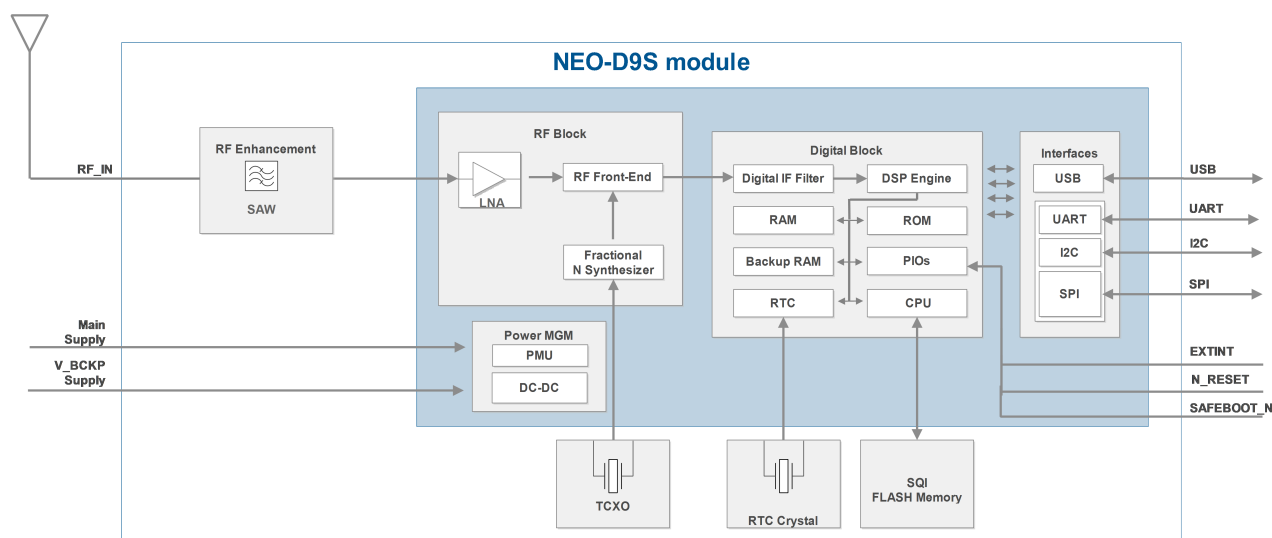 NEO-D9S module
RF_IN
RF Enhancement
SAW
RF Block
LNA
RF Front-End
Fractional
N Synthesizer
Digital Block
Digital IF Filter
DSP Engine
RAM
ROM
Backup RAM
PIOs
RTC
CPU
Interfaces
USB
UART
I2C
SPI
USB
UART
I2C
SPI
EXTINT
N_RESET
SAFEBOOT_N
Main
Supply
V_BCKP
Supply
Power MGM
PMU
DC-DC
TCXO
RTC Crystal
SQI
FLASH Memory